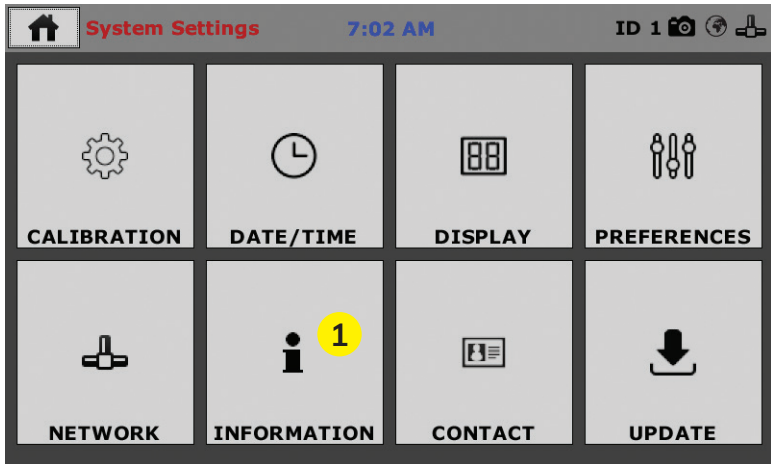 System Settings 7:02 AM ID 1
CALIBRATION DATE/TIME DISPLAY PREFERENCES
1
NETWORK INFORMATION CONTACT UPDATE